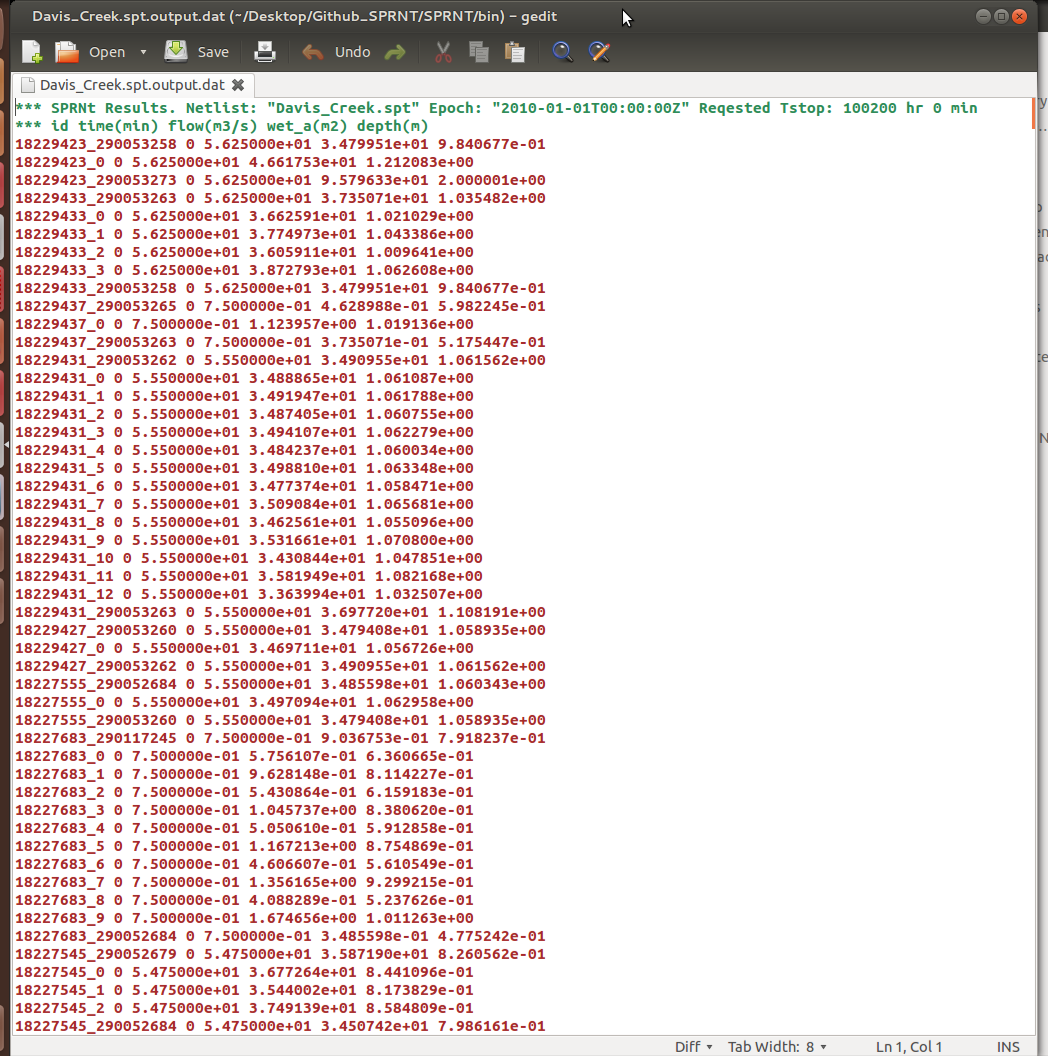 Davis_Creek.spt.output.dat (~/Desktop/Github_SPRNT/SPRNT/bin) – gedit
Open Save Undo
Davis_Creek.spt.output.dat
*** SPRNt Results. Netlist: "Davis_Creek.spt" Epoch: "2010-01-01T00:00:00Z" Reqested Tstop: 100200 hr 0 min
*** id time(min) flow(m3/s) wet_a(m2) depth(m)
18229423_290053258 0 5.625000e+01 3.479951e+01 9.840677e-01
18229423_0 0 5.625000e+01 4.661753e+01 1.212083e+00
18229423_290053273 0 5.625000e+01 9.579633e+01 2.000001e+00
18229433_290053263 0 5.625000e+01 3.735071e+01 1.035482e+00
18229433_0 0 5.625000e+01 3.662591e+01 1.021029e+00
18229433_1 0 5.625000e+01 3.774973e+01 1.043386e+00
18229433_2 0 5.625000e+01 3.605911e+01 1.009641e+00
18229433_3 0 5.625000e+01 3.872793e+01 1.062608e+00
18229433_290053258 0 5.625000e+01 3.479951e+01 9.840677e-01
18229437_290053265 0 7.500000e-01 4.628988e-01 5.982245e-01
18229437_0 0 7.500000e-01 1.123957e+00 1.019136e+00
18229437_290053263 0 7.500000e-01 3.735071e-01 5.175447e-01
18229431_290053262 0 5.550000e+01 3.490955e+01 1.061562e+00
18229431_0 0 5.550000e+01 3.488865e+01 1.061087e+00
18229431_1 0 5.550000e+01 3.491947e+01 1.061788e+00
18229431_2 0 5.550000e+01 3.487405e+01 1.060755e+00
18229431_3 0 5.550000e+01 3.494107e+01 1.062279e+00
18229431_4 0 5.550000e+01 3.484237e+01 1.060034e+00
18229431_5 0 5.550000e+01 3.498810e+01 1.063348e+00
18229431_6 0 5.550000e+01 3.477374e+01 1.058471e+00
18229431_7 0 5.550000e+01 3.509084e+01 1.065681e+00
18229431_8 0 5.550000e+01 3.462561e+01 1.055096e+00
18229431_9 0 5.550000e+01 3.531661e+01 1.070800e+00
18229431_10 0 5.550000e+01 3.430844e+01 1.047851e+00
18229431_11 0 5.550000e+01 3.581949e+01 1.082168e+00
18229431_12 0 5.550000e+01 3.363994e+01 1.032507e+00
18229431_290053263 0 5.550000e+01 3.697720e+01 1.108191e+00
18229427_290053260 0 5.550000e+01 3.479408e+01 1.058935e+00
18229427_0 0 5.550000e+01 3.469711e+01 1.056726e+00
18229427_290053262 0 5.550000e+01 3.490955e+01 1.061562e+00
18227555_290052684 0 5.550000e+01 3.485598e+01 1.060343e+00
18227555_0 0 5.550000e+01 3.497094e+01 1.062958e+00
18227555_290053260 0 5.550000e+01 3.479408e+01 1.058935e+00
18227683_290117245 0 7.500000e-01 9.036753e-01 7.918237e-01
18227683_0 0 7.500000e-01 5.756107e-01 6.360665e-01
18227683_1 0 7.500000e-01 9.628148e-01 8.114227e-01
18227683_2 0 7.500000e-01 5.430864e-01 6.159183e-01
18227683_3 0 7.500000e-01 1.045737e+00 8.380620e-01
18227683_4 0 7.500000e-01 5.050610e-01 5.912858e-01
18227683_5 0 7.500000e-01 1.167213e+00 8.754869e-01
18227683_6 0 7.500000e-01 4.606607e-01 5.610549e-01
18227683_7 0 7.500000e-01 1.356165e+00 9.299215e-01
18227683_8 0 7.500000e-01 4.088289e-01 5.237626e-01
18227683_9 0 7.500000e-01 1.674656e+00 1.011263e+00
18227683_290052684 0 7.500000e-01 3.485598e-01 4.775242e-01
18227545_290052679 0 5.475000e+01 3.587190e+01 8.260562e-01
18227545_0 0 5.475000e+01 3.677264e+01 8.441096e-01
18227545_1 0 5.475000e+01 3.544002e+01 8.173829e-01
18227545_2 0 5.475000e+01 3.749139e+01 8.584809e-01
18227545_290052684 0 5.475000e+01 3.450742e+01 7.986161e-01
Diff Tab Width: 8 Ln 1, Col 1 INS